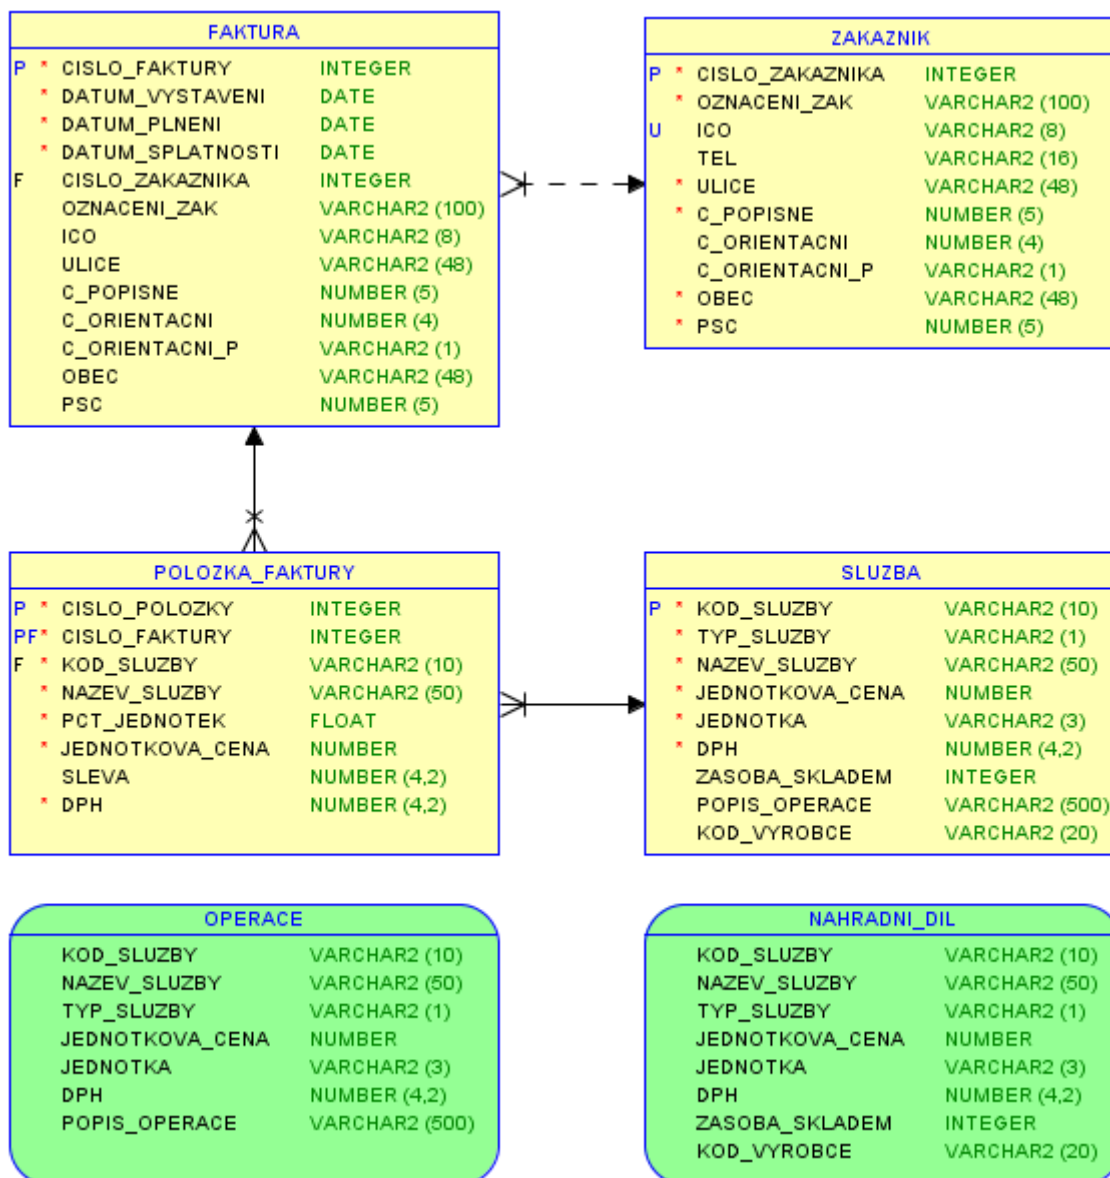 FAKTURA
P * CISLO_FAKTURY INTEGER
* DATUM_VYSTAVENI DATE
* DATUM_PLNENI DATE
* DATUM_SPLATNOSTI DATE
F CISLO_ZAKAZNIKA INTEGER
OZNACENI_ZAK VARCHAR2 (100)
ICO VARCHAR2 (8)
ULICE VARCHAR2 (48)
C_POPISNE NUMBER (5)
C_ORIENTACNI NUMBER (4)
C_ORIENTACNI_P VARCHAR2 (1)
OBEC VARCHAR2 (48)
PSC NUMBER (5)
ZAKAZNIK
P * CISLO_ZAKAZNIKA INTEGER
* OZNACENI_ZAK VARCHAR2 (100)
U ICO VARCHAR2 (8)
TEL VARCHAR2 (16)
* ULICE VARCHAR2 (48)
* C_POPISNE NUMBER (5)
C_ORIENTACNI NUMBER (4)
C_ORIENTACNI_P VARCHAR2 (1)
* OBEC VARCHAR2 (48)
* PSC NUMBER (5)
POLOZKA_FAKTURY
P * CISLO_POLOZKY INTEGER
PF* CISLO_FAKTURY INTEGER
F * KOD_SLUZBY VARCHAR2 (10)
* NAZEV_SLUZBY VARCHAR2 (50)
* PCT_JEDNOTEK FLOAT
* JEDNOTKOVA_CENA NUMBER
SLEVA NUMBER (4,2)
* DPH NUMBER (4,2)
SLUZBA
P * KOD_SLUZBY VARCHAR2 (10)
* TYP_SLUZBY VARCHAR2 (1)
* NAZEV_SLUZBY VARCHAR2 (50)
* JEDNOTKOVA_CENA NUMBER
* JEDNOTKA VARCHAR2 (3)
* DPH NUMBER (4,2)
ZASOBA_SKLADEM INTEGER
POPIS_OPERACE VARCHAR2 (500)
KOD_VYROBCE VARCHAR2 (20)
OPERACE
KOD_SLUZBY VARCHAR2 (10)
NAZEV_SLUZBY VARCHAR2 (50)
TYP_SLUZBY VARCHAR2 (1)
JEDNOTKOVA_CENA NUMBER
JEDNOTKA VARCHAR2 (3)
DPH NUMBER (4,2)
POPIS_OPERACE VARCHAR2 (500)
NAHRADNI_DIL
KOD_SLUZBY VARCHAR2 (10)
NAZEV_SLUZBY VARCHAR2 (50)
TYP_SLUZBY VARCHAR2 (1)
JEDNOTKOVA_CENA NUMBER
JEDNOTKA VARCHAR2 (3)
DPH NUMBER (4,2)
ZASOBA_SKLADEM INTEGER
KOD_VYROBCE VARCHAR2 (20)